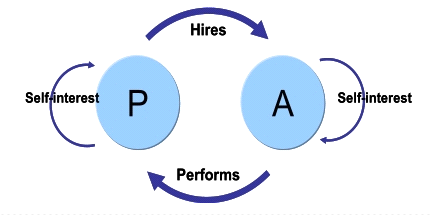 Hires
Self-interest
P
A
Self-interest
Performs